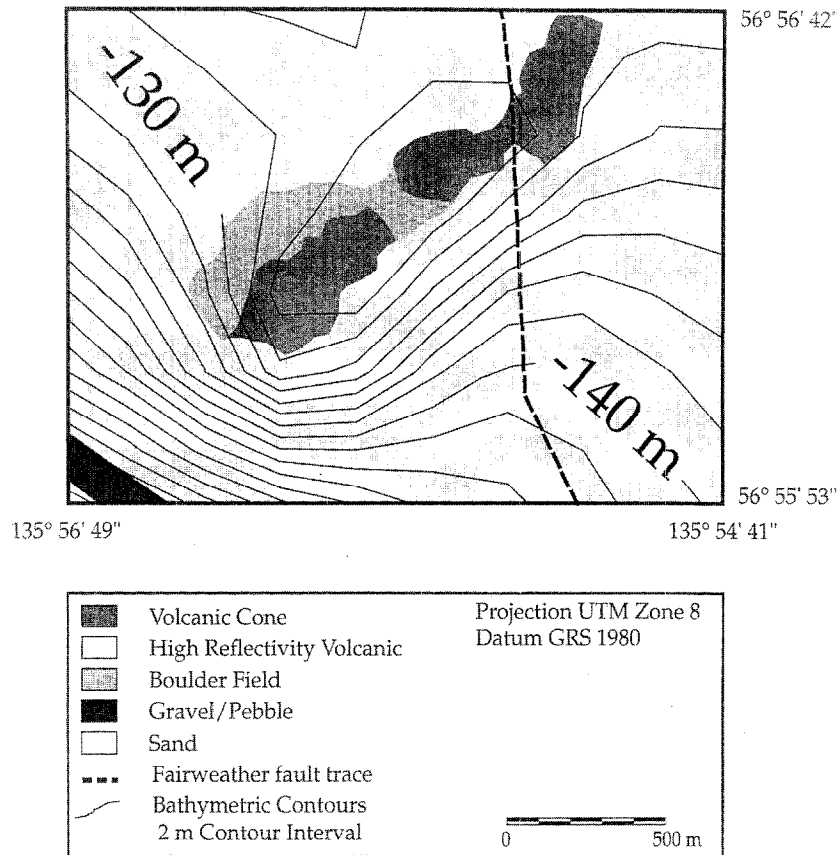 56° 56' 42"
-130 m
-140 m
56° 55' 53"
135° 56' 49"
135° 54' 41"
Volcanic Cone
High Reflectivity Volcanic
Boulder Field
Gravel/Pebble
Sand
Fairweather fault trace
Bathymetric Contours
2 m Contour Interval
Projection UTM Zone 8
Datum GRS 1980
0 500 m